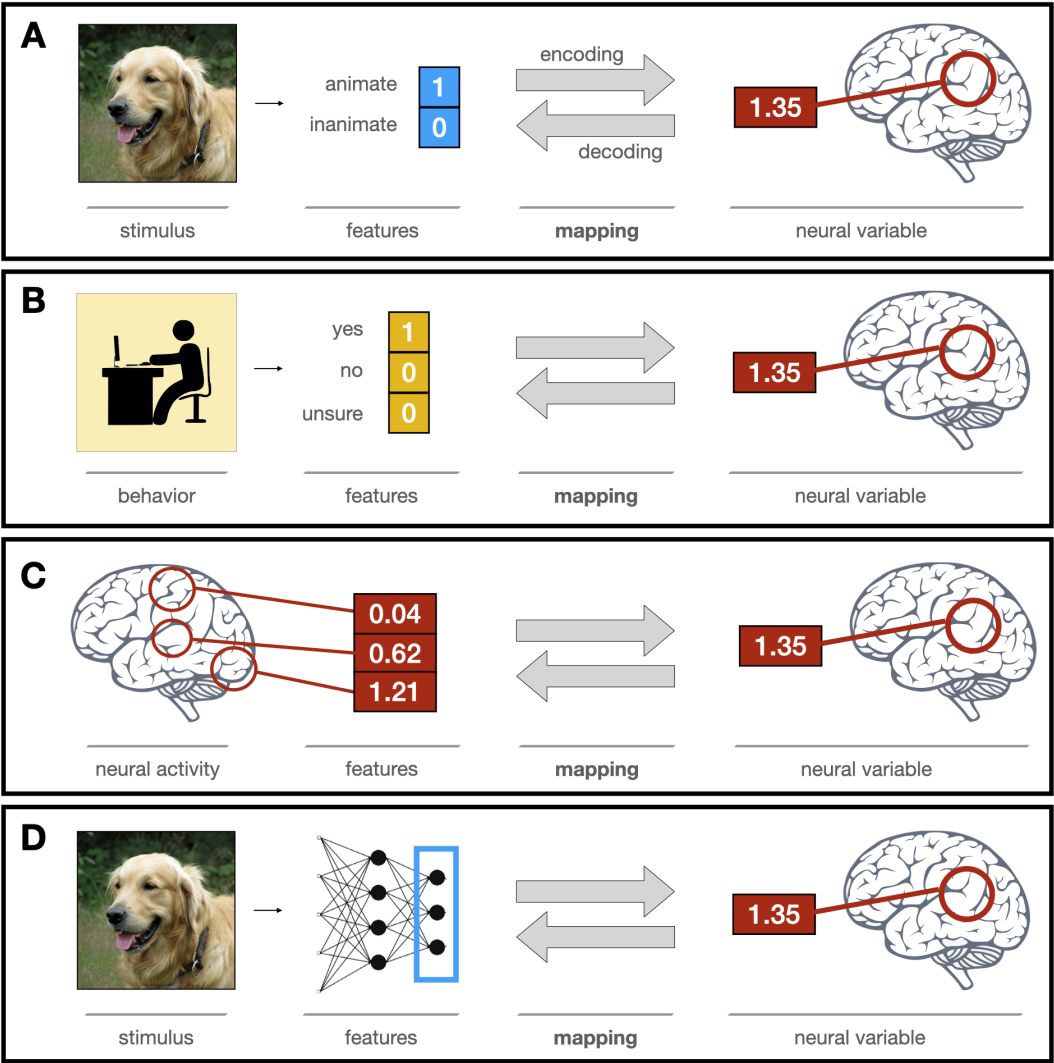 A
encoding
animate 1
inanimate 0
1.35
decoding
stimulus features mapping neural variable
B
yes 1
no 0
unsure 0
1.35
behavior features mapping neural variable
C
0.04
0.62
1.21
1.35
neural activity features mapping neural variable
D
1.35
stimulus features mapping neural variable